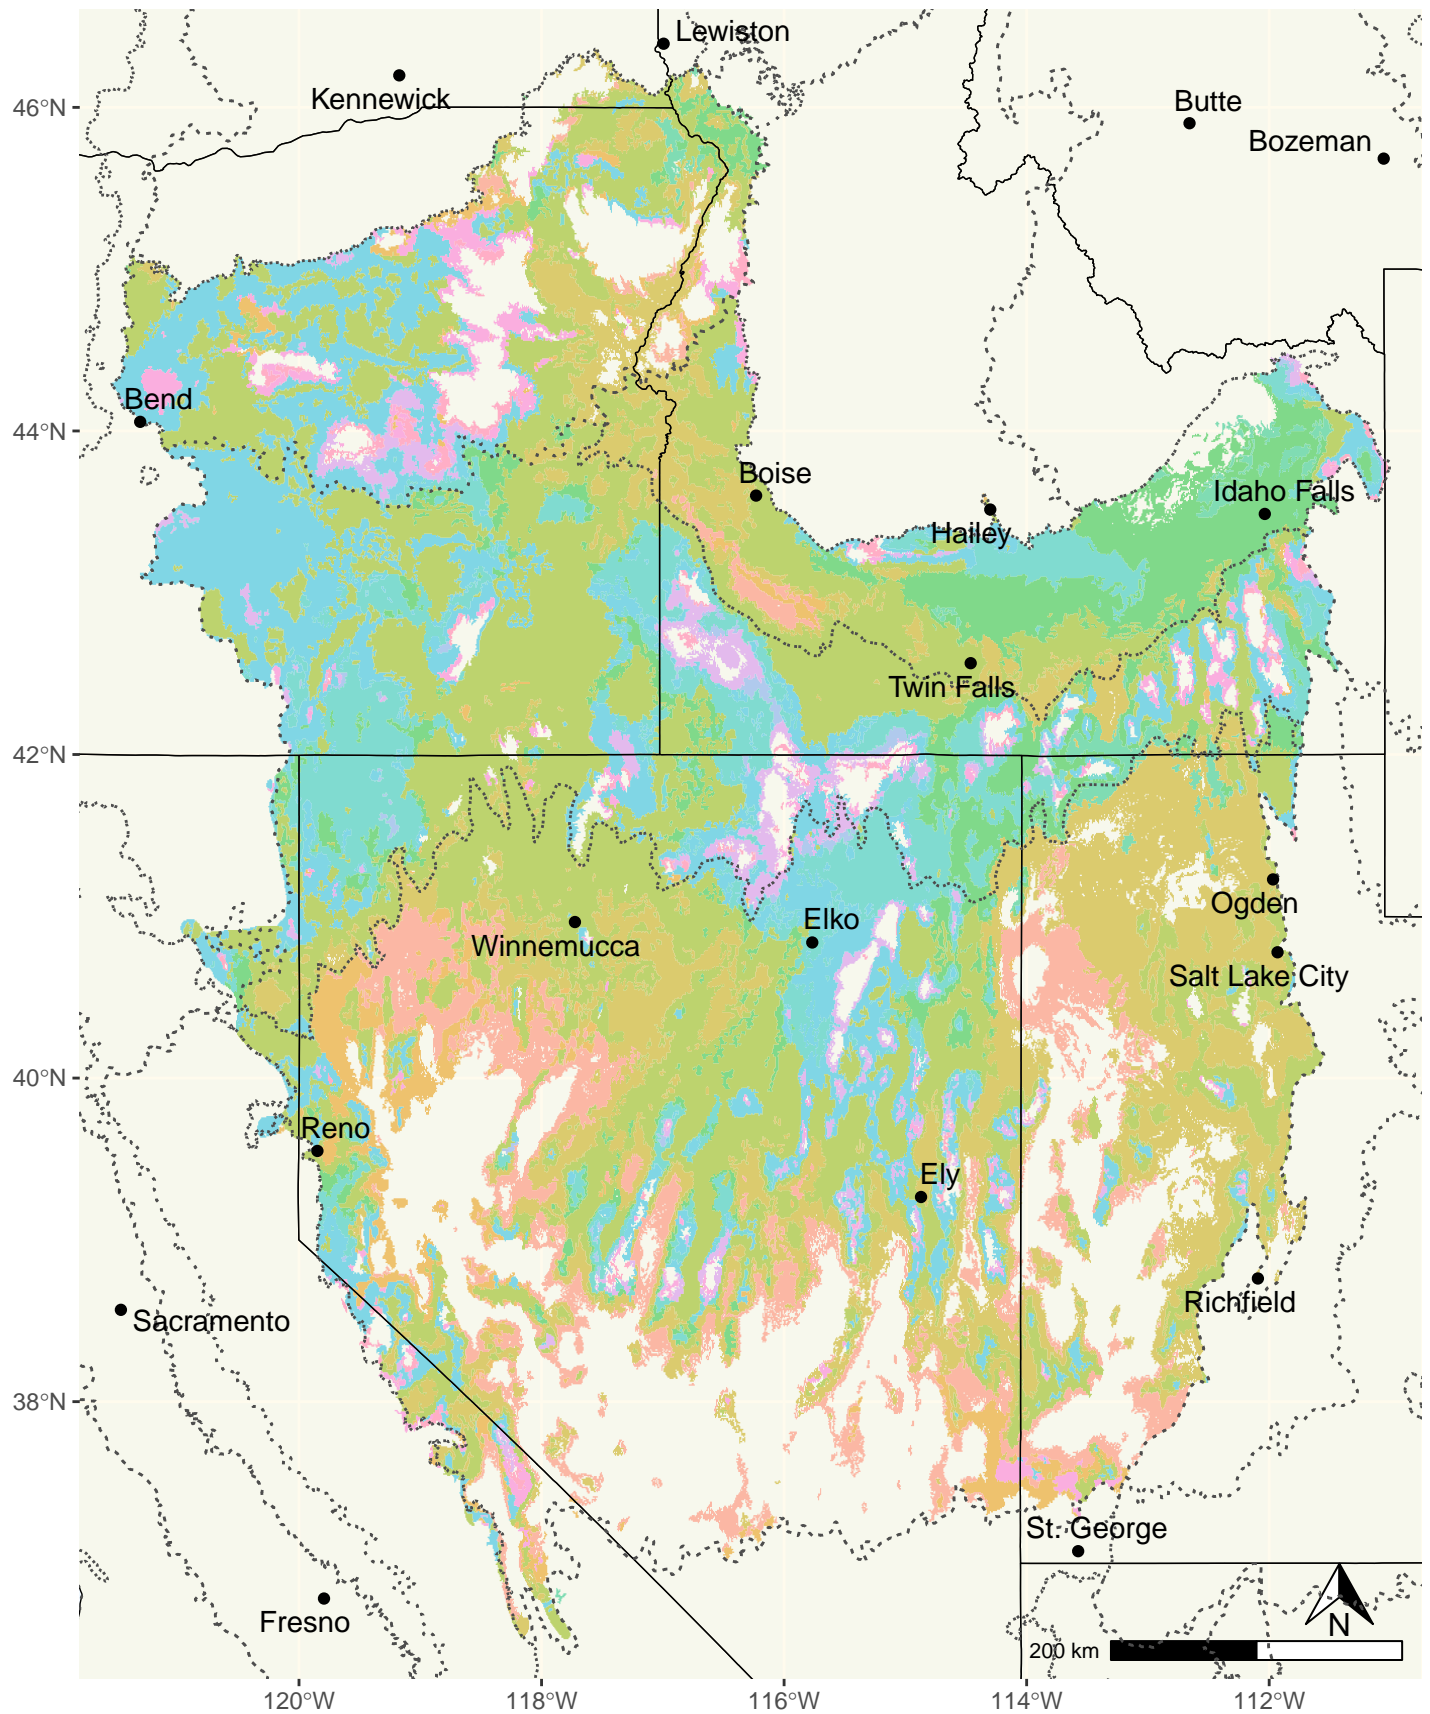 Lewiston
Kennewick
46°N
Butte
Bozeman
Bend
44°N
Boise
Idaho Falls
Hailey
Twin Falls
42°N
Ogden
Elko
Winnemucca
Salt Lake City
40°N
Reno
Ely
Richfield
Sacramento
38°N
St. George
Fresno
N
200 km
120°W
118°W
116°W
114°W
112°W